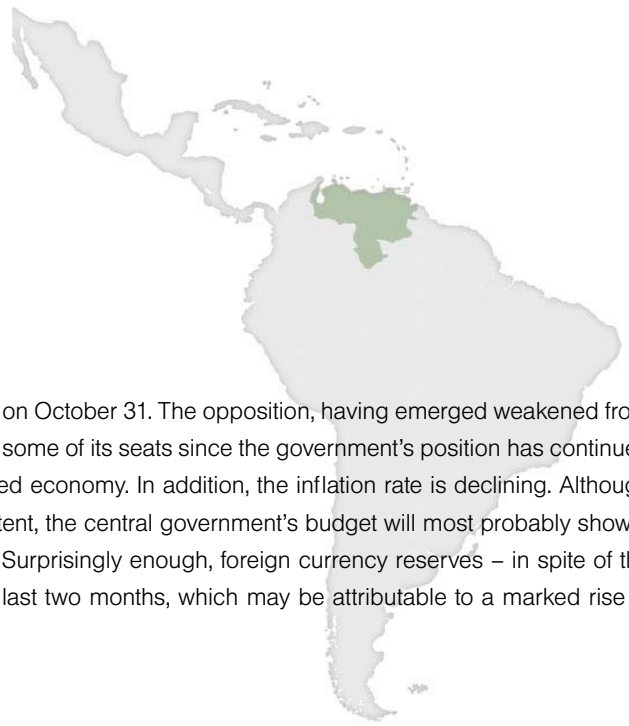 on October 31. The opposition, having emerged weakened fro
some of its seats since the government’s position has continue
ed economy. In addition, the inflation rate is declining. Althoug
tent, the central government’s budget will most probably show
Surprisingly enough, foreign currency reserves – in spite of th
last two months, which may be attributable to a marked rise